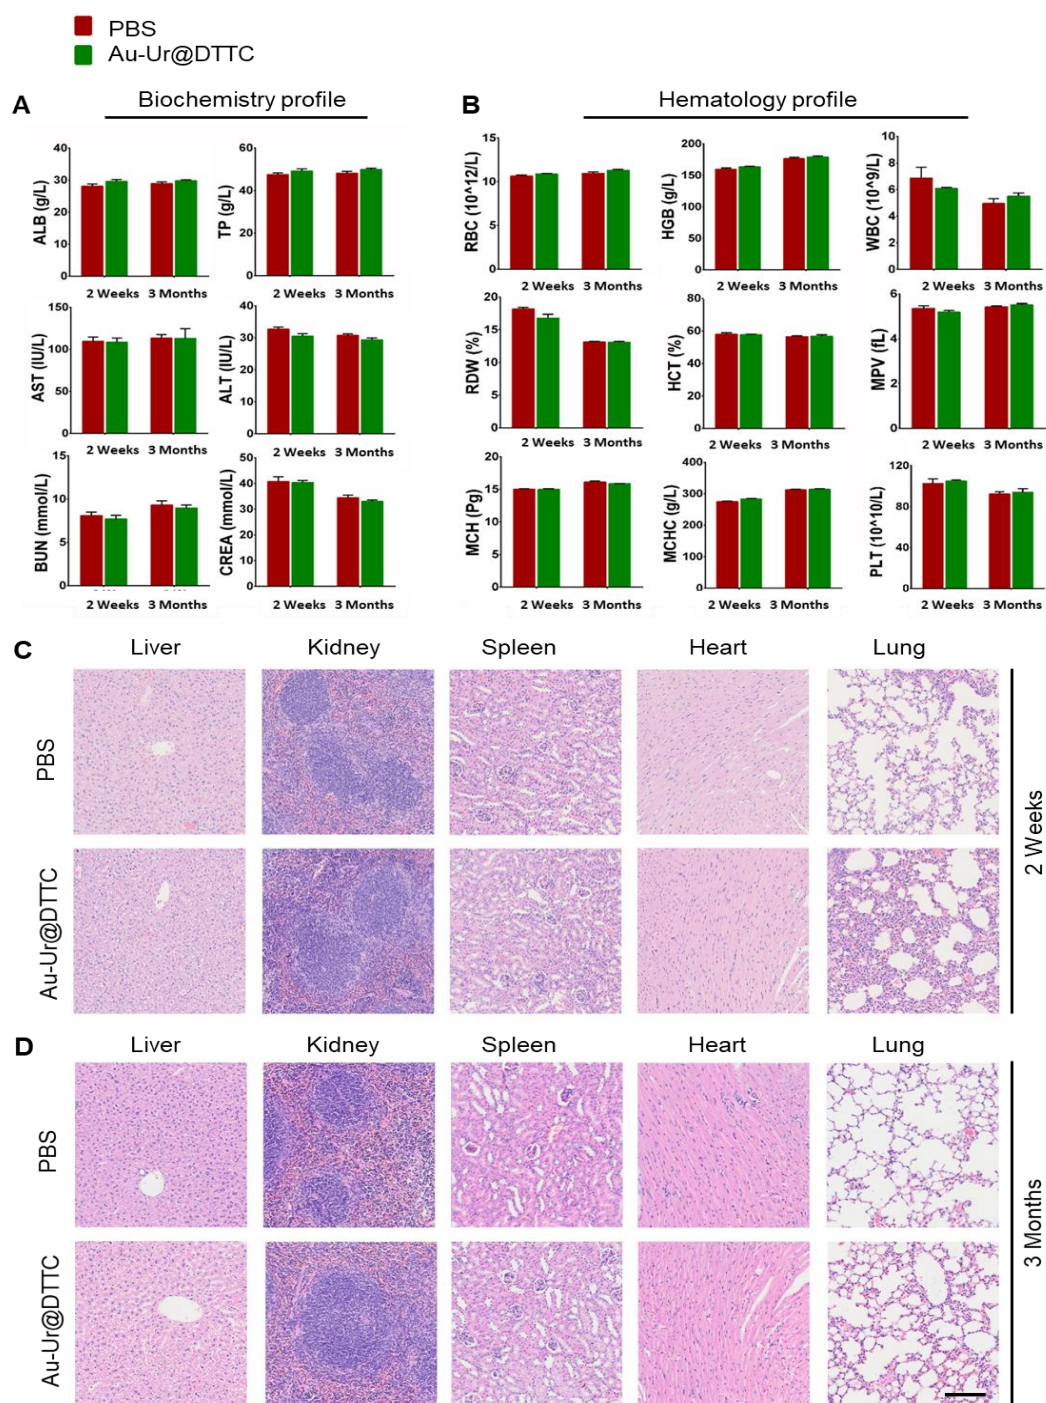 PBS
Au-Ur@DTTC
A Biochemistry profile
B Hematology profile
ALB (g/L)
40
30
20
10
0
2 Weeks 3 Months
TP (g/L)
60
40
20
0
2 Weeks 3 Months
RBC (10^12/L)
15
10
5
0
2 Weeks 3 Months
HGB (g/L)
200
150
100
50
0
2 Weeks 3 Months
WBC (10^9/L)
10
8
6
4
2
0
2 Weeks 3 Months
AST (IU/L)
150
100
50
0
2 Weeks 3 Months
ALT (IU/L)
40
30
20
10
0
2 Weeks 3 Months
RDW (%)
20
15
10
5
0
2 Weeks 3 Months
HCT (%)
80
60
40
20
0
2 Weeks 3 Months
MPV (fL)
6
4
2
0
2 Weeks 3 Months
BUN (mmol/L)
15
10
5
0
2 Weeks 3 Months
CREA (mmol/L)
50
40
30
20
10
0
2 Weeks 3 Months
MCH (Pg)
20
15
10
5
0
2 Weeks 3 Months
MCHC (g/L)
400
300
200
100
0
2 Weeks 3 Months
PLT (10^10/L)
120
80
40
0
2 Weeks 3 Months
C Liver Kidney Spleen Heart Lung
PBS
Au-Ur@DTTC
2 Weeks
D Liver Kidney Spleen Heart Lung
PBS
Au-Ur@DTTC
3 Months